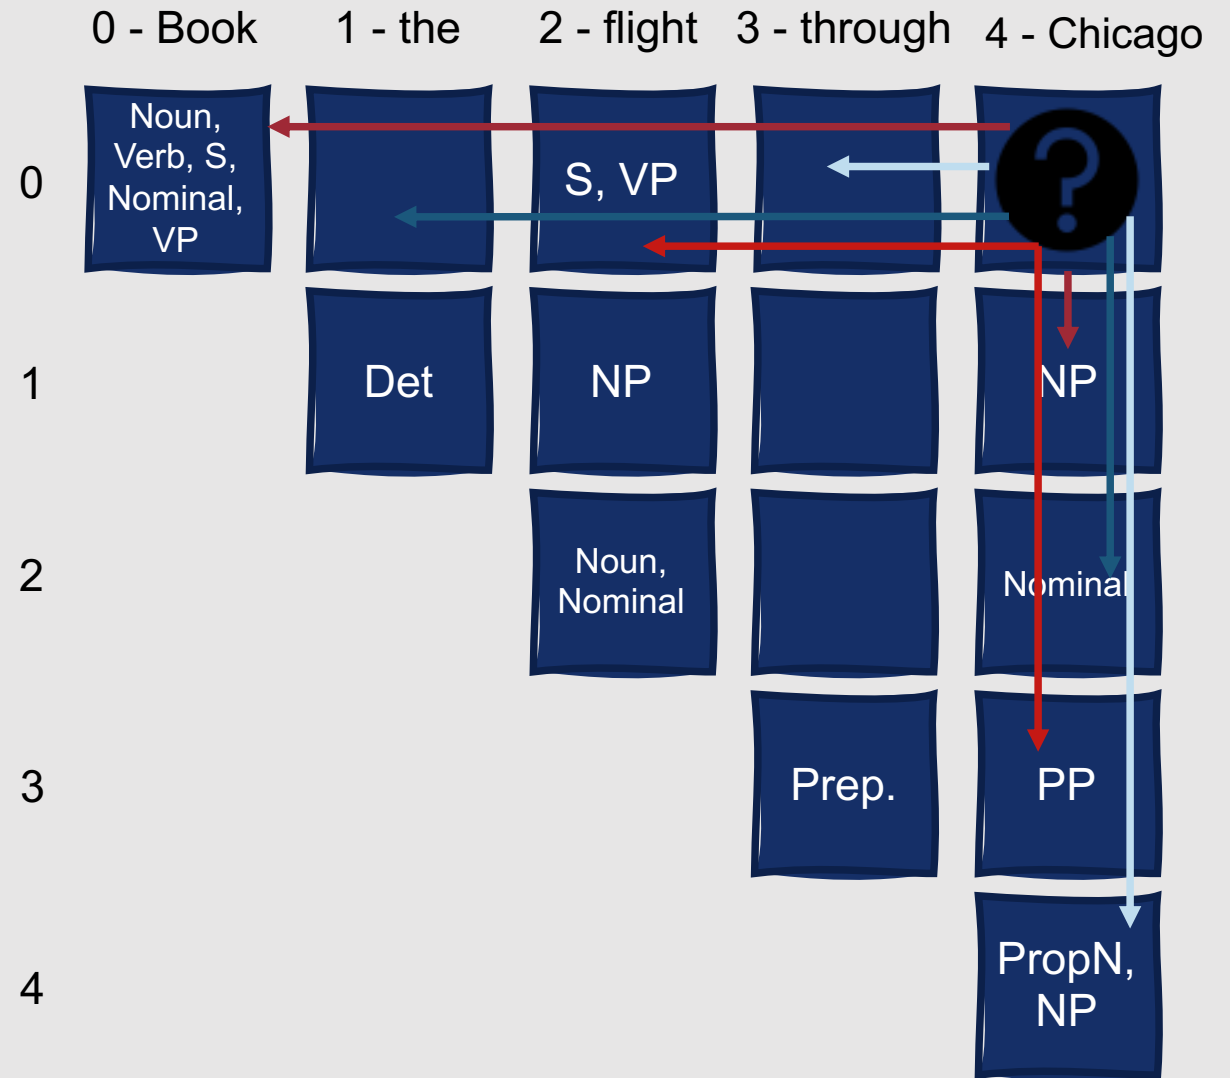 0 - Book 1 - the 2 - flight 3 - through 4 - Chicago
0
Noun,
Verb, S,
Nominal,
VP
S, VP
?
1
Det
NP
NP
2
Noun,
Nominal
Nominal
3
Prep.
PP
4
PropN,
NP